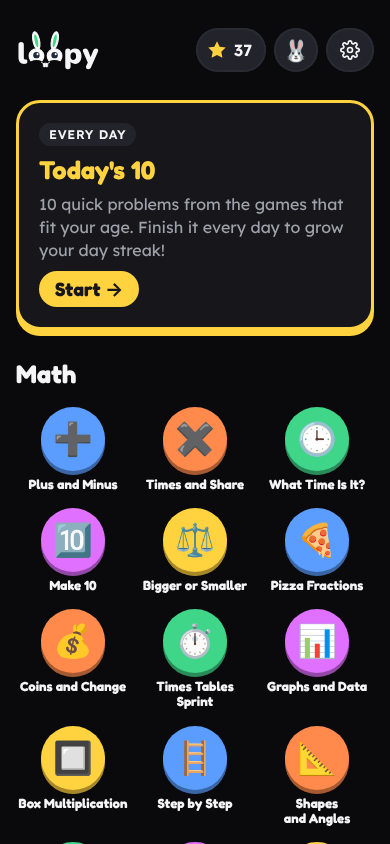 loopy
37
EVERY DAY
Today's 10
10 quick problems from the games that
fit your age. Finish it every day to grow
your day streak!
Start →
Math
Plus and Minus
Times and Share
What Time Is It?
10
Make 10
Bigger or Smaller
Pizza Fractions
Coins and Change
Times Tables
Sprint
Graphs and Data
Box Multiplication
Step by Step
Shapes
and Angles